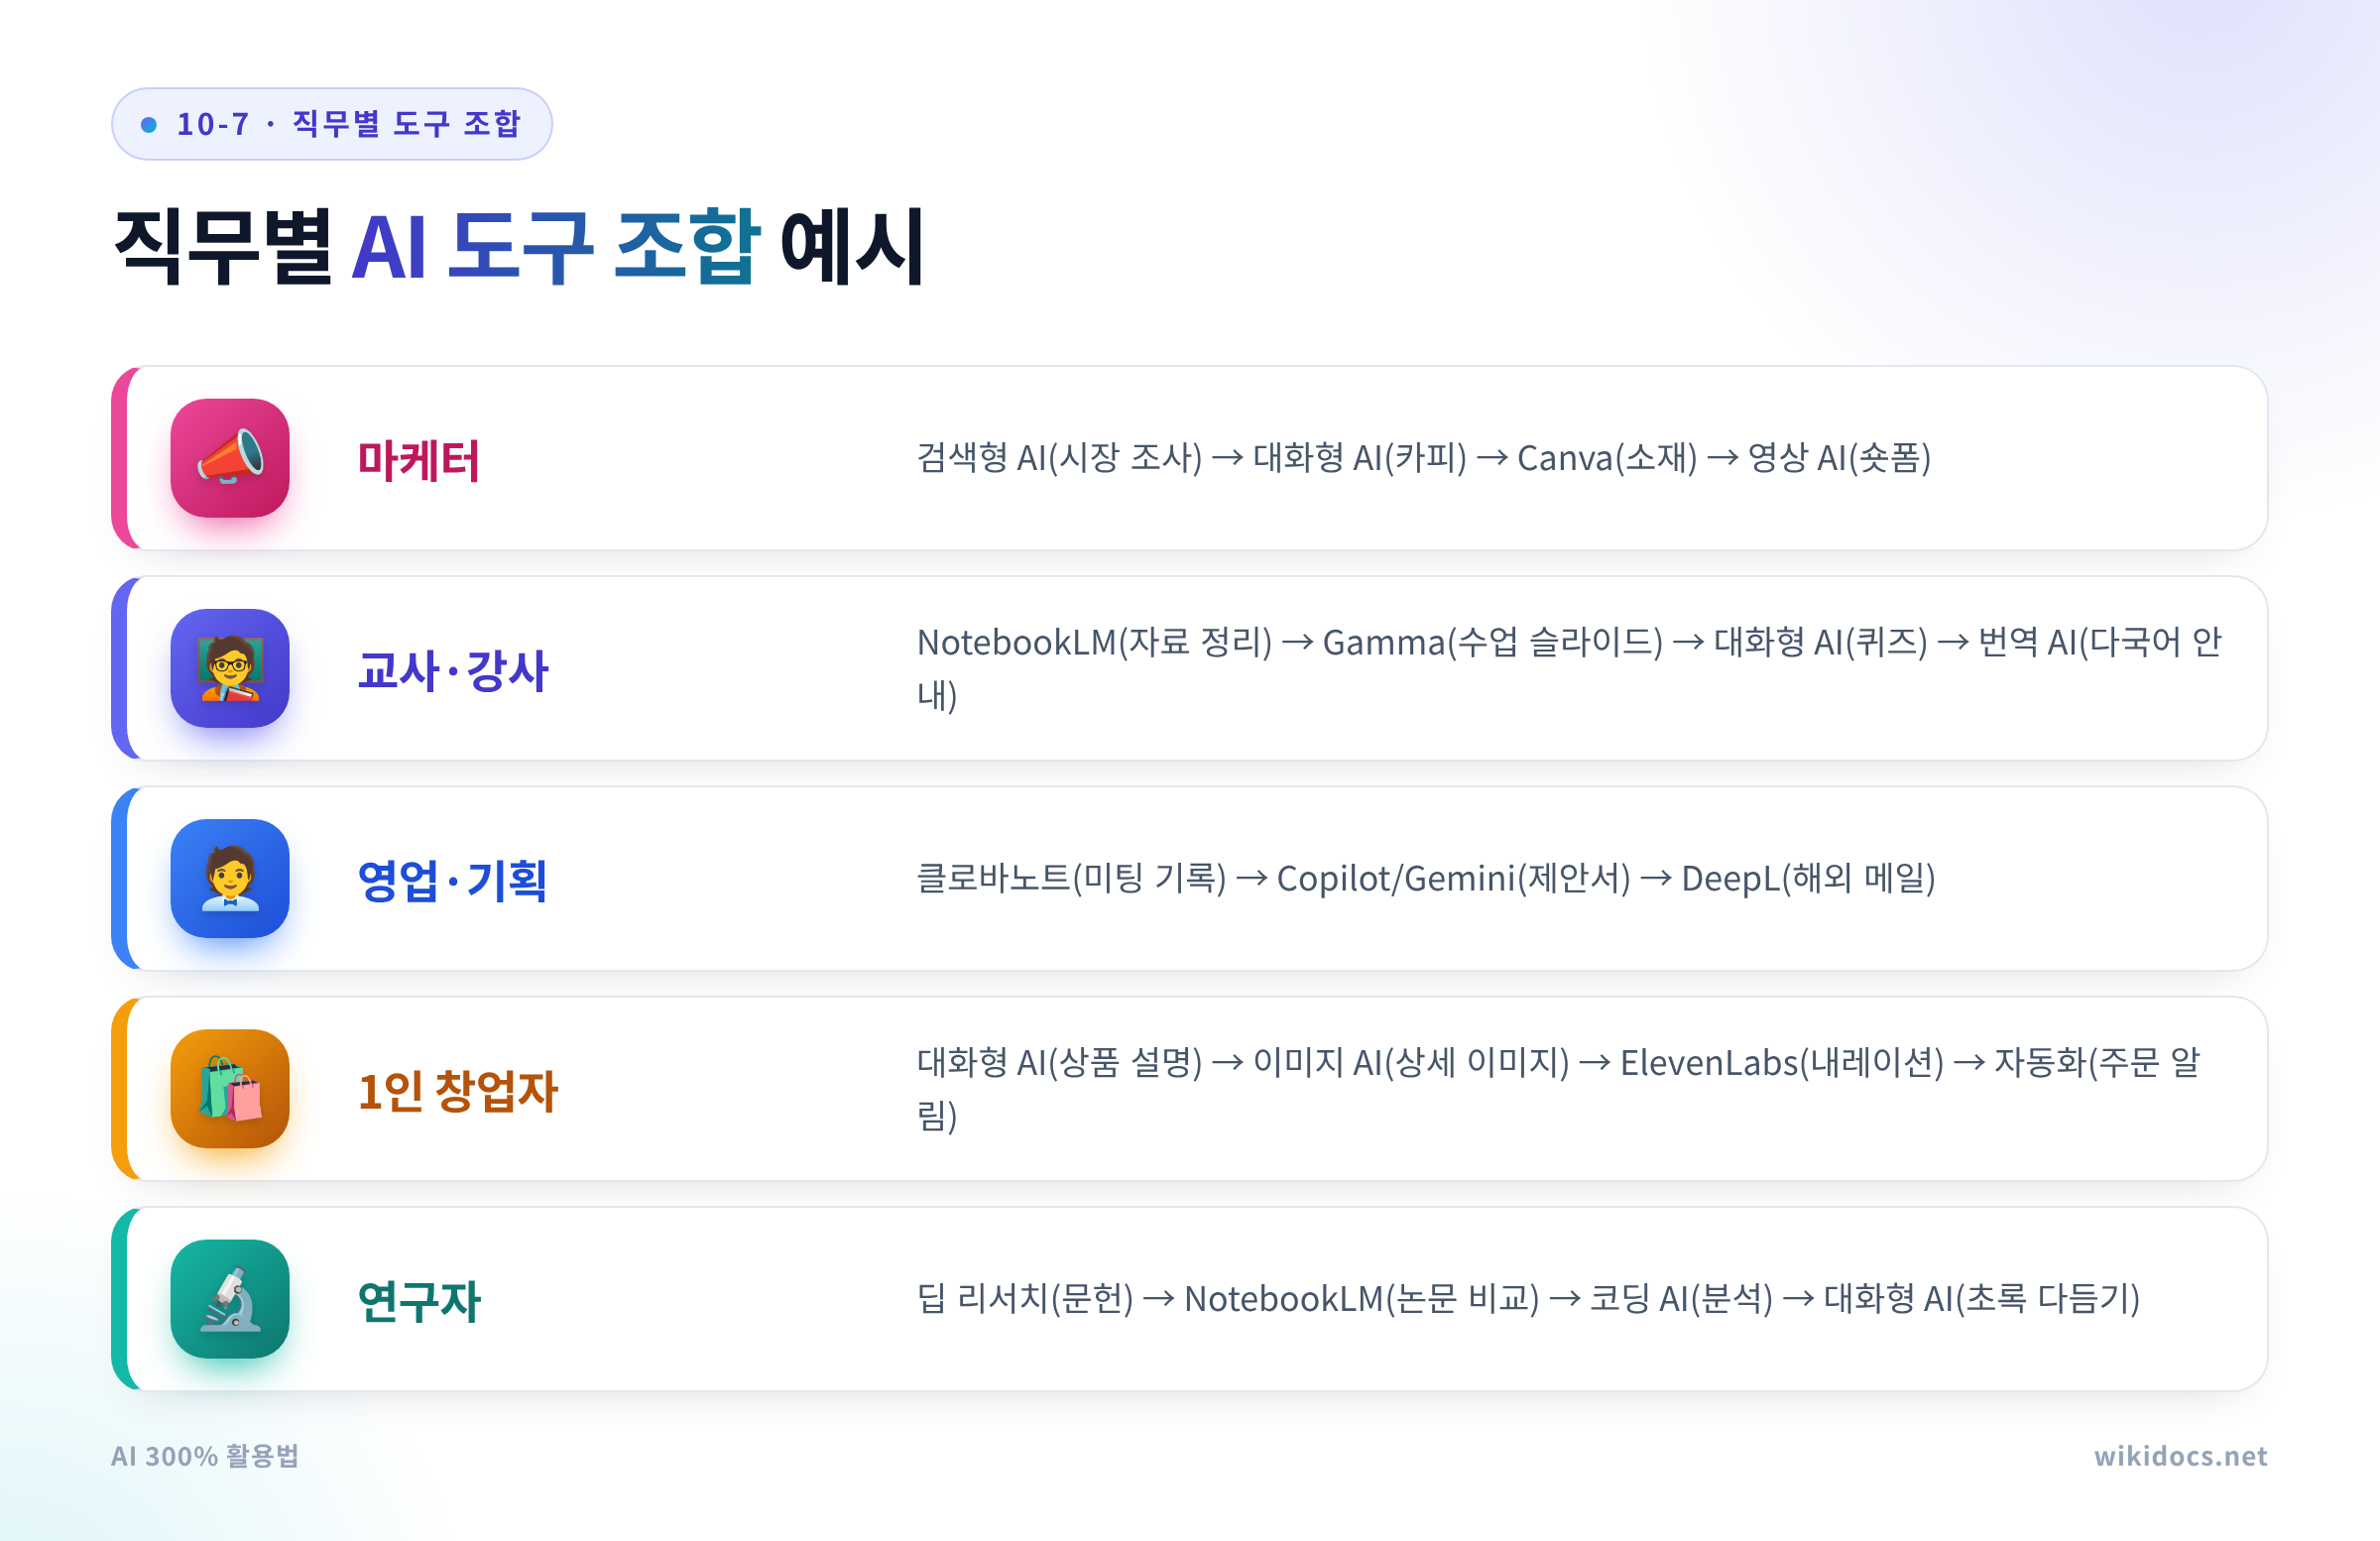 10-7 · 직무별 도구 조합
직무별 AI 도구 조합 예시
마케터
검색형 AI(시장 조사) → 대화형 AI(카피) → Canva(소재) → 영상 AI(숏폼)
교사·강사
NotebookLM(자료 정리) → Gamma(수업 슬라이드) → 대화형 AI(퀴즈) → 번역 AI(다국어 안
내)
영업·기획
클로바노트(미팅 기록) → Copilot/Gemini(제안서) → DeepL(해외 메일)
1인 창업자
대화형 AI(상품 설명) → 이미지 AI(상세 이미지) → ElevenLabs(내레이션) → 자동화(주문 알
림)
연구자
딥 리서치(문헌) → NotebookLM(논문 비교) → 코딩 AI(분석) → 대화형 AI(초록 다듬기)
AI 300% 활용법
wikidocs.net